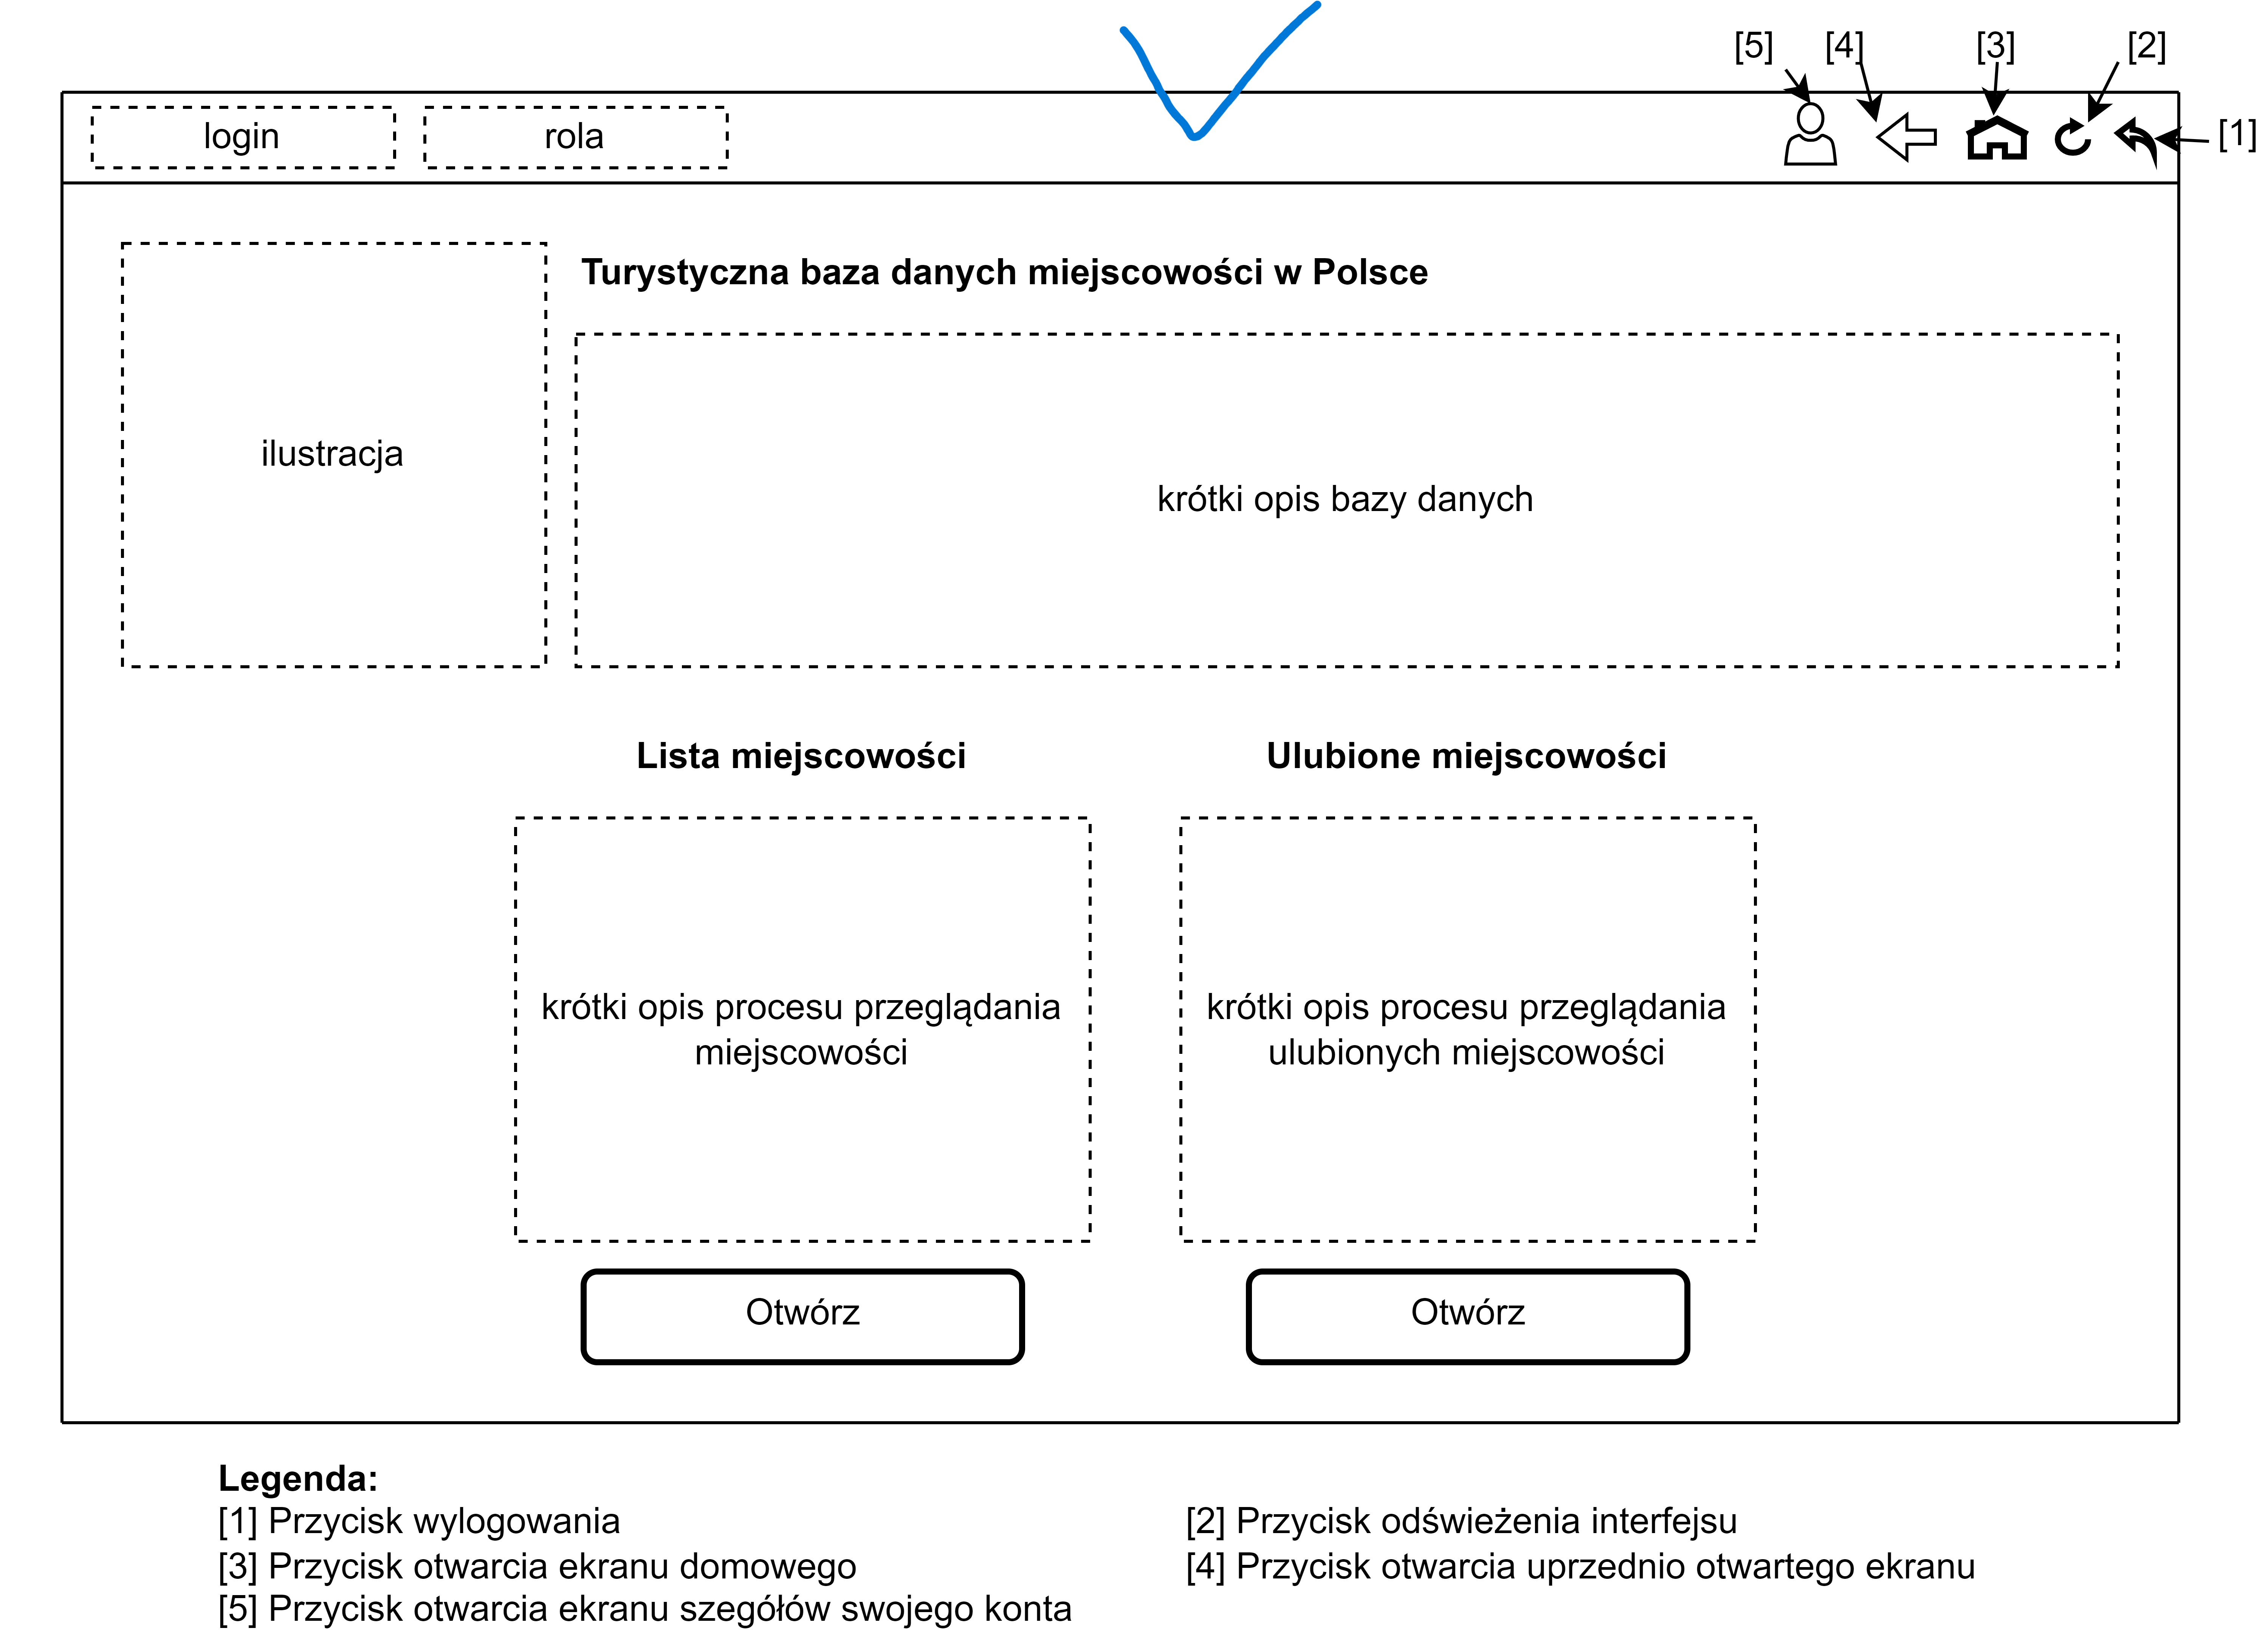 [5] [4] [3] [2]
login rola [1]
Turystyczna baza danych miejscowości w Polsce
ilustracja
krótki opis bazy danych
Lista miejscowości Ulubione miejscowości
krótki opis procesu przeglądania krótki opis procesu przeglądania
miejscowości ulubionych miejscowości
Otwórz Otwórz
Legenda:
[1] Przycisk wylogowania [2] Przycisk odświeżenia interfejsu
[3] Przycisk otwarcia ekranu domowego [4] Przycisk otwarcia uprzednio otwartego ekranu
[5] Przycisk otwarcia ekranu szegółów swojego konta